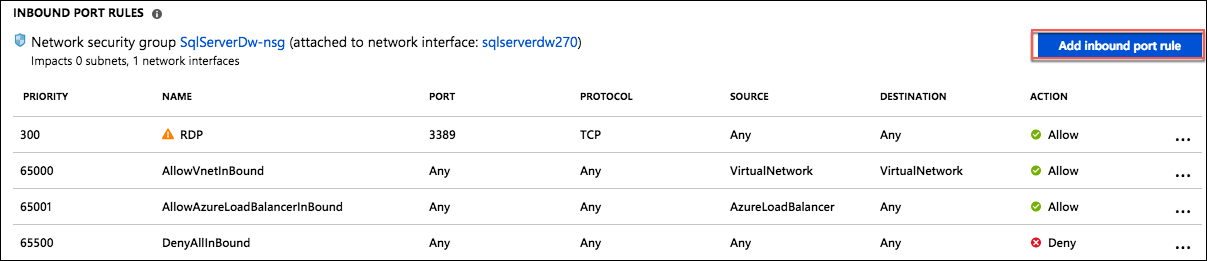 INBOUND PORT RULES
Network security group SqlServerDw-nsg (attached to network interface: sqlserverdw270)
Impacts 0 subnets, 1 network interfaces
Add inbound port rule
PRIORITY NAME PORT PROTOCOL SOURCE DESTINATION ACTION
300 RDP 3389 TCP Any Any Allow ...
65000 AllowVnetInBound Any Any VirtualNetwork VirtualNetwork Allow ...
65001 AllowAzureLoadBalancerInBound Any Any AzureLoadBalancer Any Allow ...
65500 DenyAllInBound Any Any Any Any Deny ...